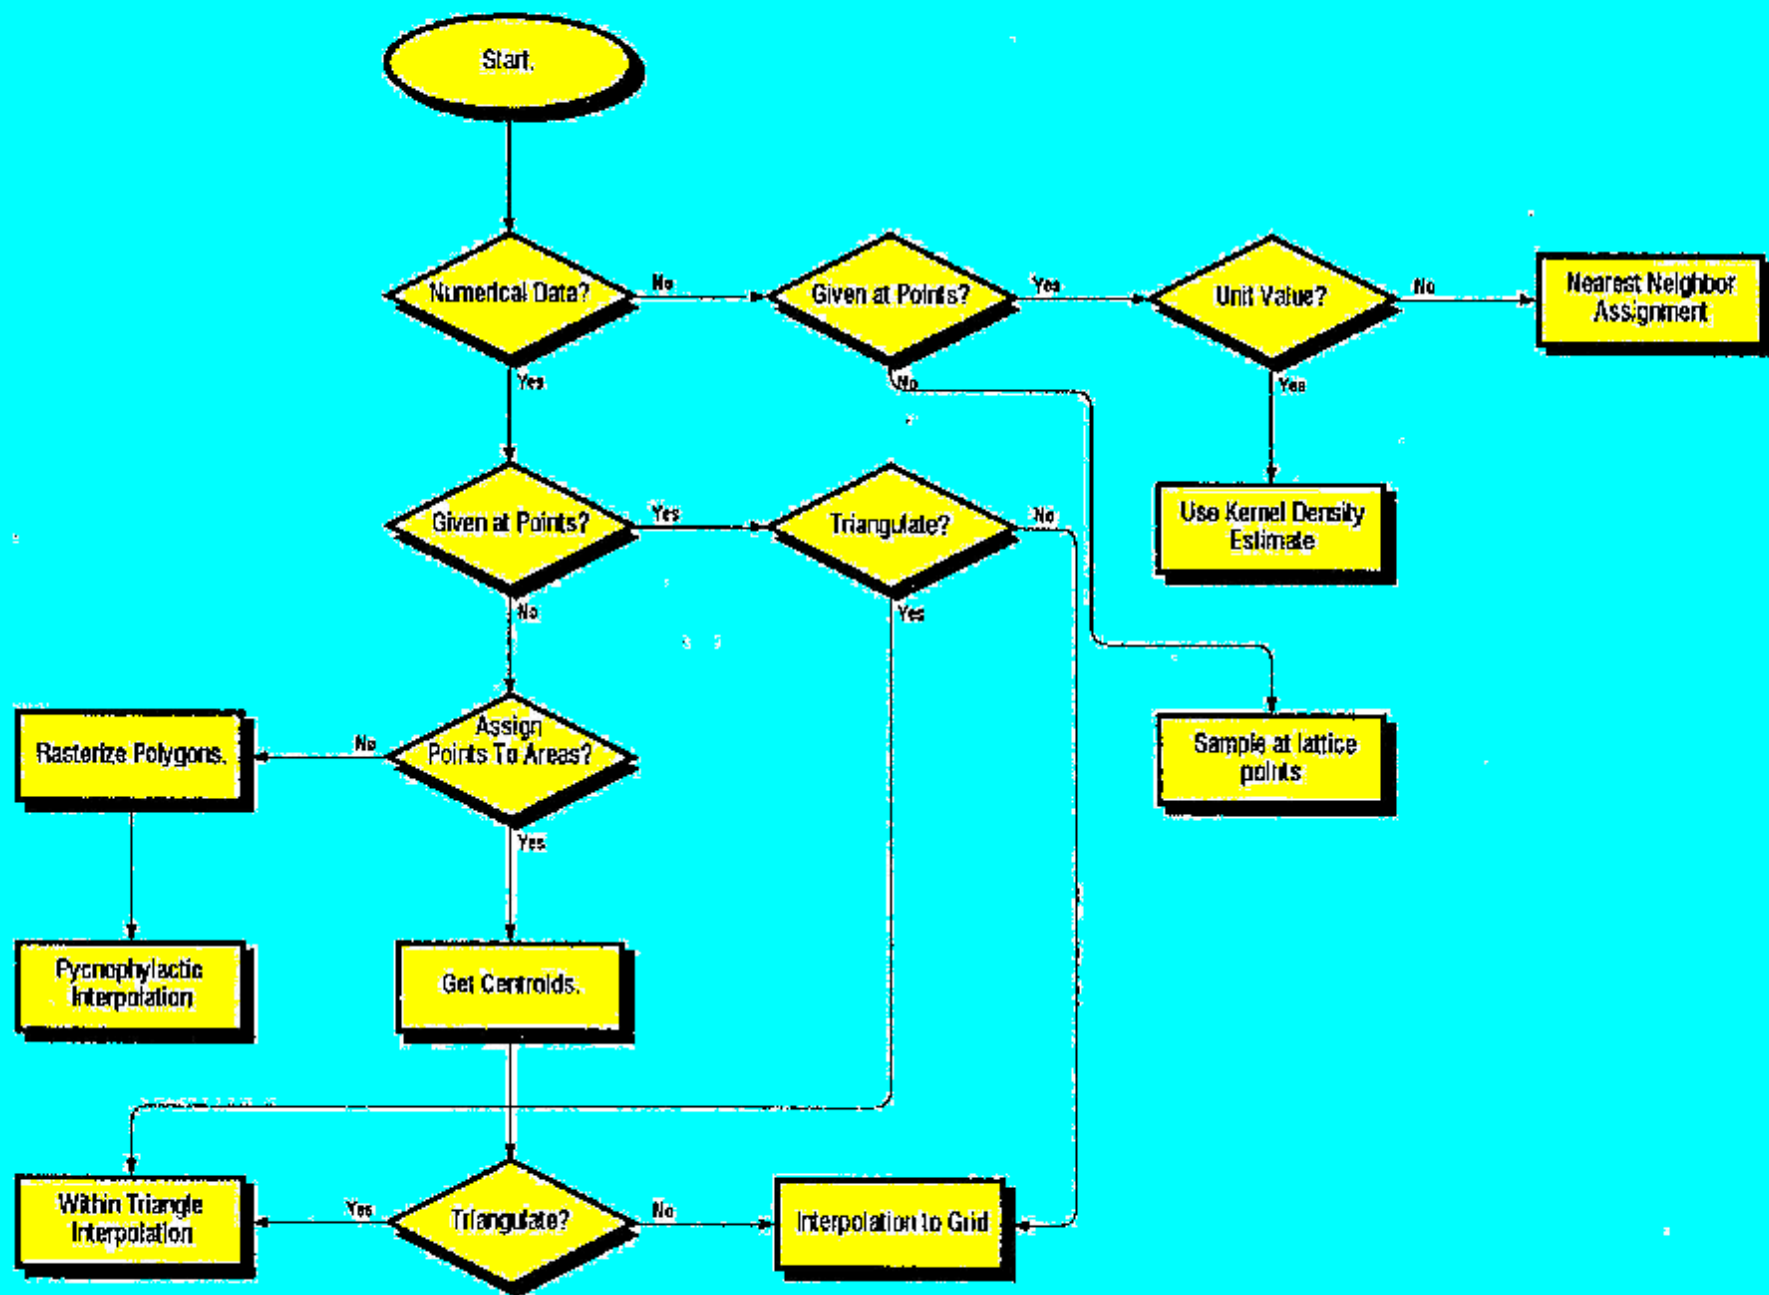 Start.
Numerical Data?
No
Given at Points?
Yes
Unit Value?
No
Nearest Neighbor
Assignment
Yes
No
Yes
Given at Points?
Yes
Triangulate?
No
Use Kernel Density
Estimate
No
Yes
Assign
Points To Areas?
No
Rasterize Polygons.
Sample at lattice
points
Yes
Pycnophylactic
Interpolation
Get Centroids.
Within Triangle
Interpolation
Yes
Triangulate?
No
Interpolation to Grid